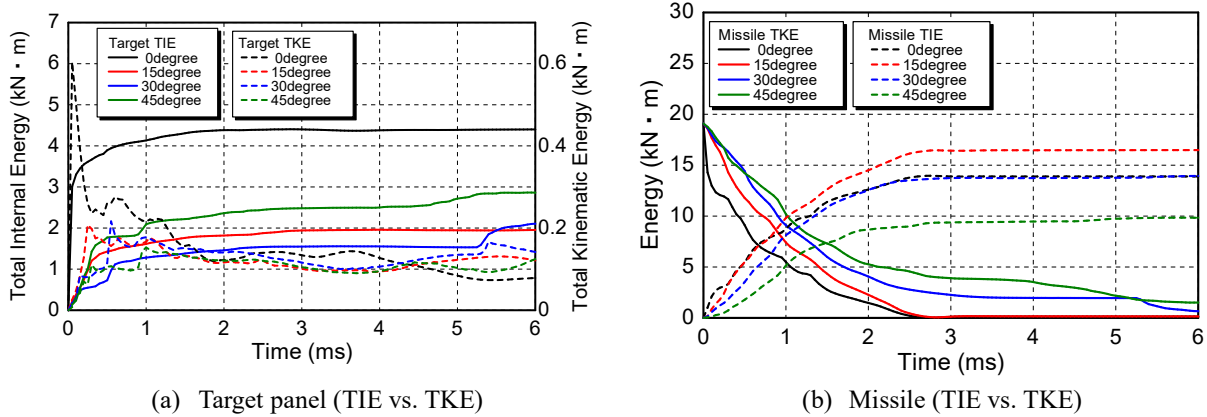 7
6
5
4
3
2
1
0
Total Internal Energy (kN・m)
Target TIE
0degree
15degree
30degree
45degree
Target TKE
0degree
15degree
30degree
45degree
0.6
0.4
0.2
0
Total Kinematic Energy (kN・m)
0 1 2 3 4 5 6
Time (ms)
(a) Target panel (TIE vs. TKE)
30
25
20
15
10
5
0
Energy (kN・m)
Missile TKE
0degree
15degree
30degree
45degree
Missile TIE
0degree
15degree
30degree
45degree
0 1 2 3 4 5 6
Time (ms)
(b) Missile (TIE vs. TKE)